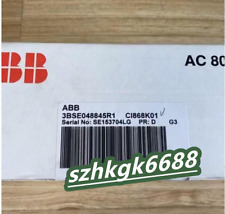 ABB AC 80
ABB
3BSE048845R1 CI868K01
Serial No: SE153704LG PR: D G3
szhkgk6688